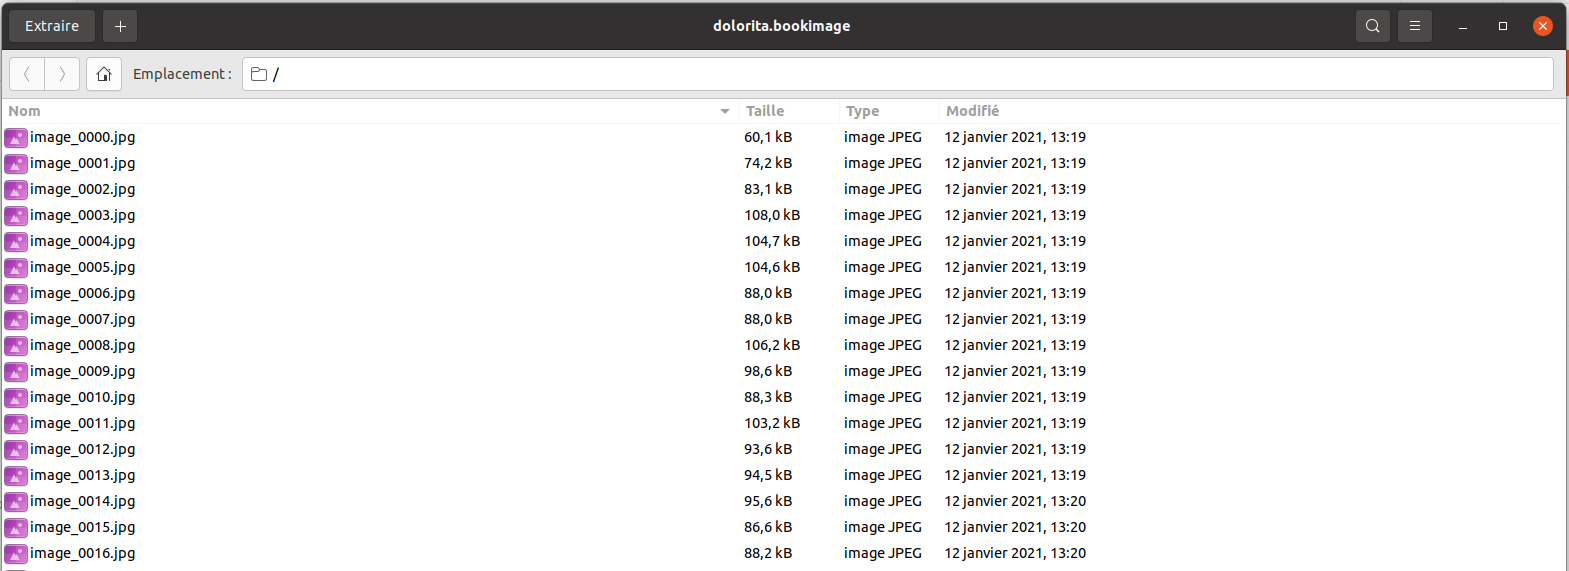 Extraire + dolorita.bookimage
Emplacement : /
Nom Taille Type Modifié
image_0000.jpg 60,1 kB image JPEG 12 janvier 2021, 13:19
image_0001.jpg 74,2 kB image JPEG 12 janvier 2021, 13:19
image_0002.jpg 83,1 kB image JPEG 12 janvier 2021, 13:19
image_0003.jpg 108,0 kB image JPEG 12 janvier 2021, 13:19
image_0004.jpg 104,7 kB image JPEG 12 janvier 2021, 13:19
image_0005.jpg 104,6 kB image JPEG 12 janvier 2021, 13:19
image_0006.jpg 88,0 kB image JPEG 12 janvier 2021, 13:19
image_0007.jpg 88,0 kB image JPEG 12 janvier 2021, 13:19
image_0008.jpg 106,2 kB image JPEG 12 janvier 2021, 13:19
image_0009.jpg 98,6 kB image JPEG 12 janvier 2021, 13:19
image_0010.jpg 88,3 kB image JPEG 12 janvier 2021, 13:19
image_0011.jpg 103,2 kB image JPEG 12 janvier 2021, 13:19
image_0012.jpg 93,6 kB image JPEG 12 janvier 2021, 13:19
image_0013.jpg 94,5 kB image JPEG 12 janvier 2021, 13:19
image_0014.jpg 95,6 kB image JPEG 12 janvier 2021, 13:20
image_0015.jpg 86,6 kB image JPEG 12 janvier 2021, 13:20
image_0016.jpg 88,2 kB image JPEG 12 janvier 2021, 13:20